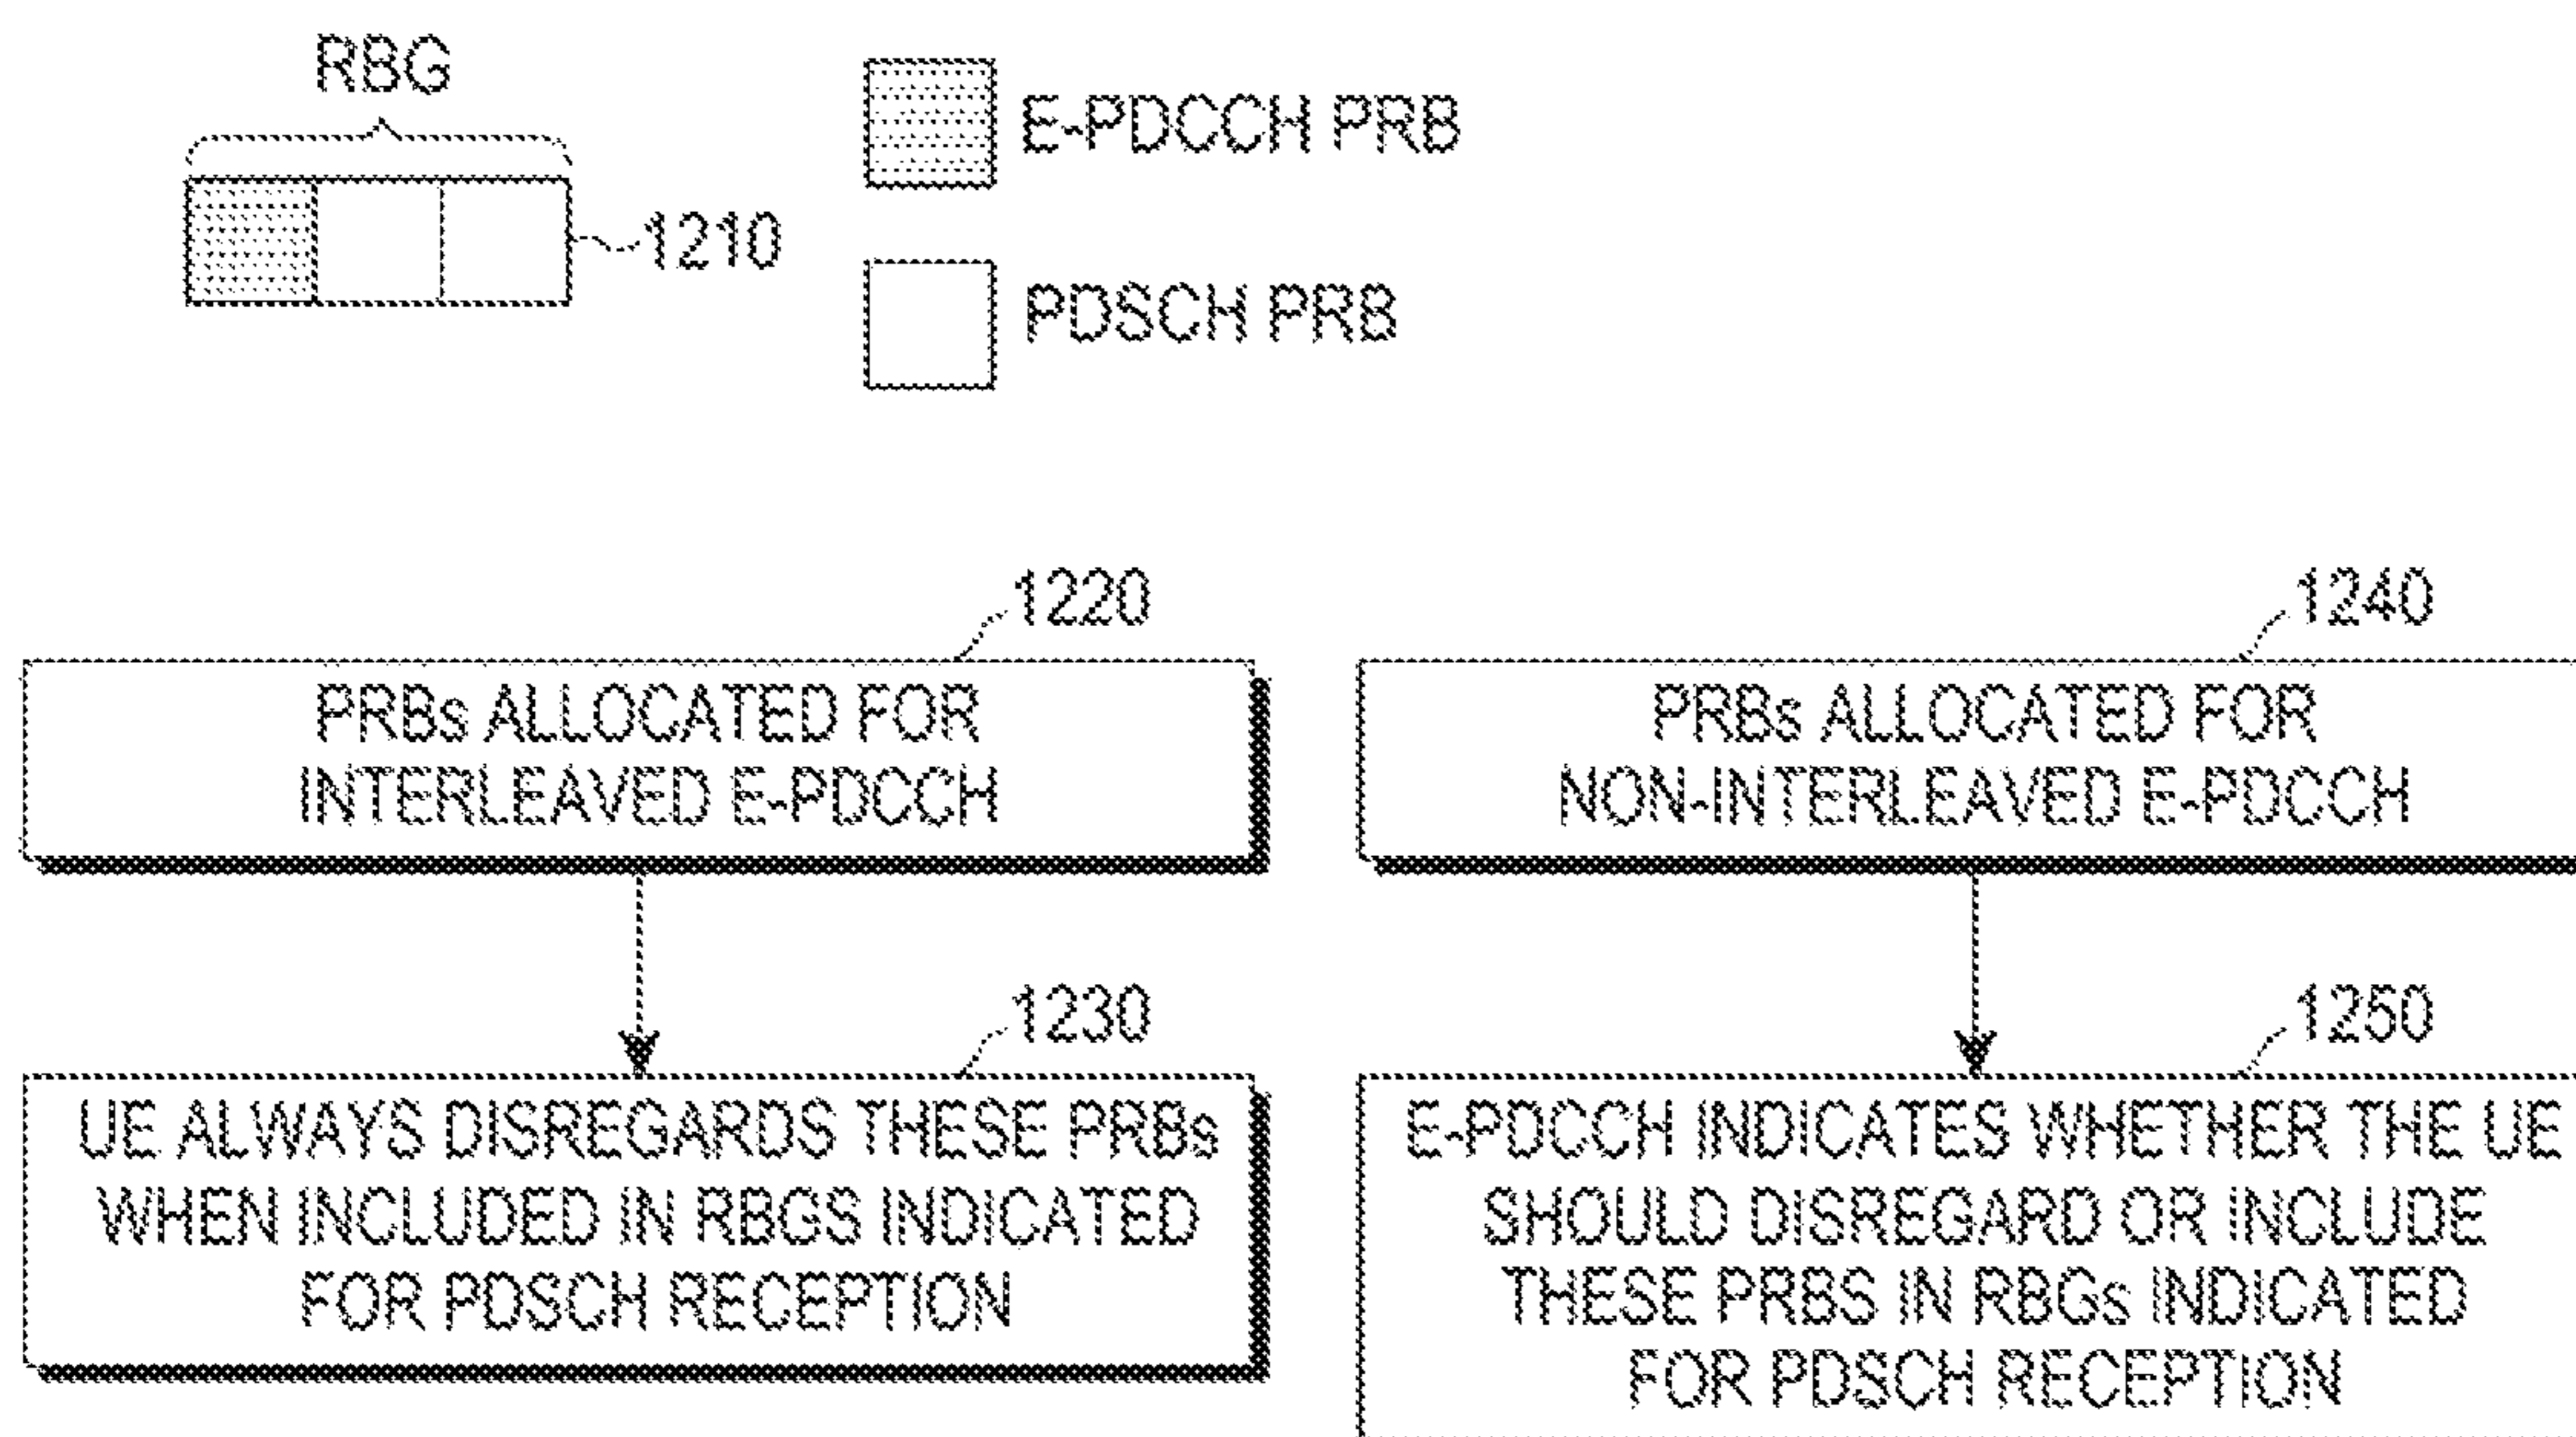 RBG
1210
E-PDCCH PRB
PDSCH PRB
1220
PRBs ALLOCATED FOR
INTERLEAVED E-PDCCH
1230
UE ALWAYS DISREGARDS THESE PRBs
WHEN INCLUDED IN RBGS INDICATED
FOR PDSCH RECEPTION
1240
PRBs ALLOCATED FOR
NON-INTERLEAVED E-PDCCH
1250
E-PDCCH INDICATES WHETHER THE UE
SHOULD DISREGARD OR INCLUDE
THESE PRBS IN RBGs INDICATED
FOR PDSCH RECEPTION